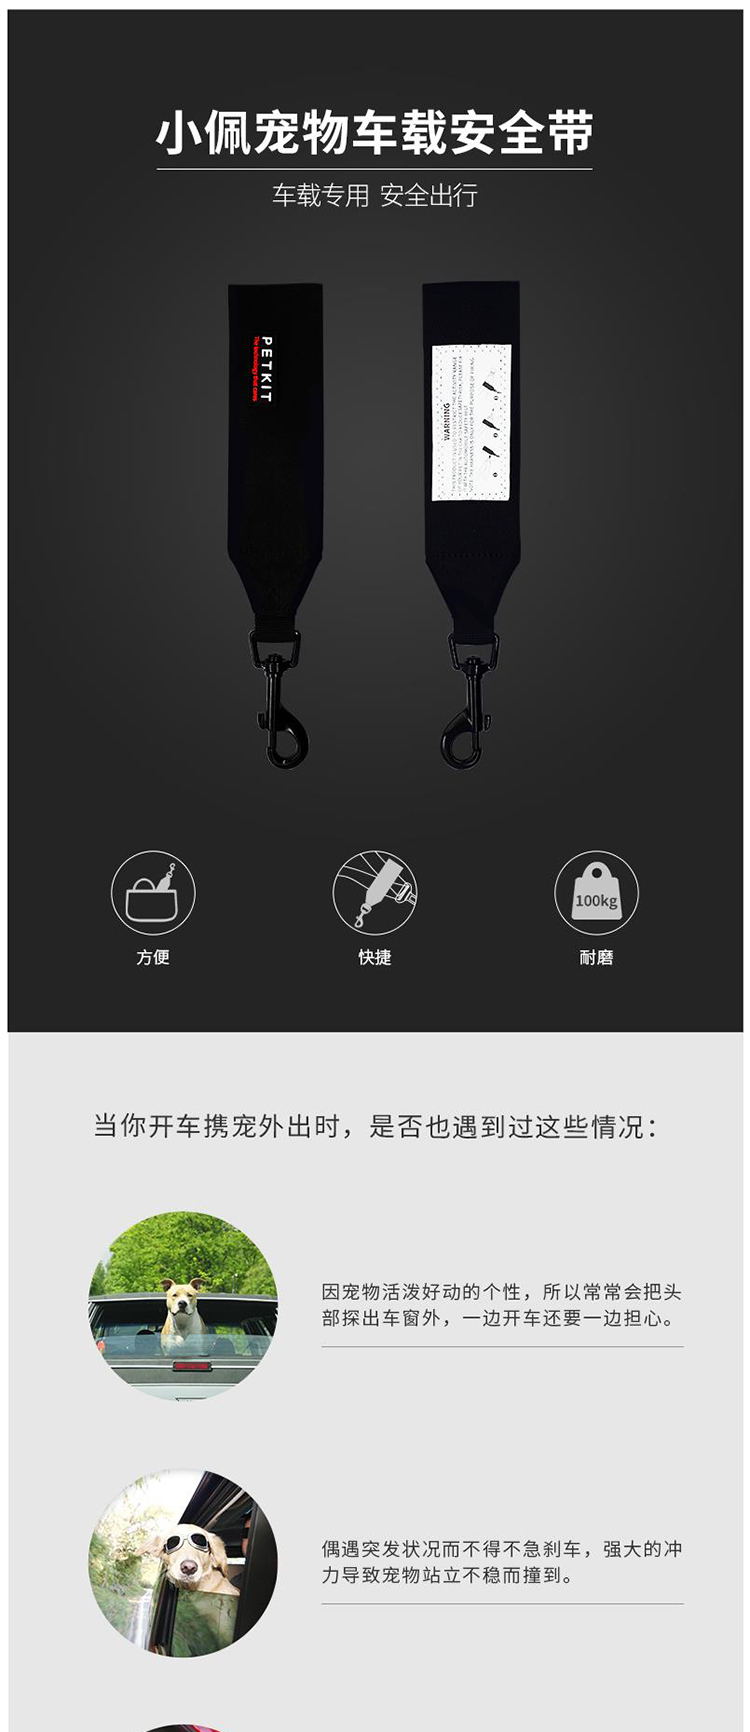 小佩宠物车载安全带
车载专用 安全出行
PETKIT
The technology that cares
WARNING
方便
快捷
100kg
耐磨
当你开车携宠外出时，是否也遇到过这些情况：
因宠物活泼好动的个性，所以常常会把头
部探出车窗外，一边开车还要一边担心。
偶遇突发状况而不得不急刹车，强大的冲
力导致宠物站立不稳而撞到。